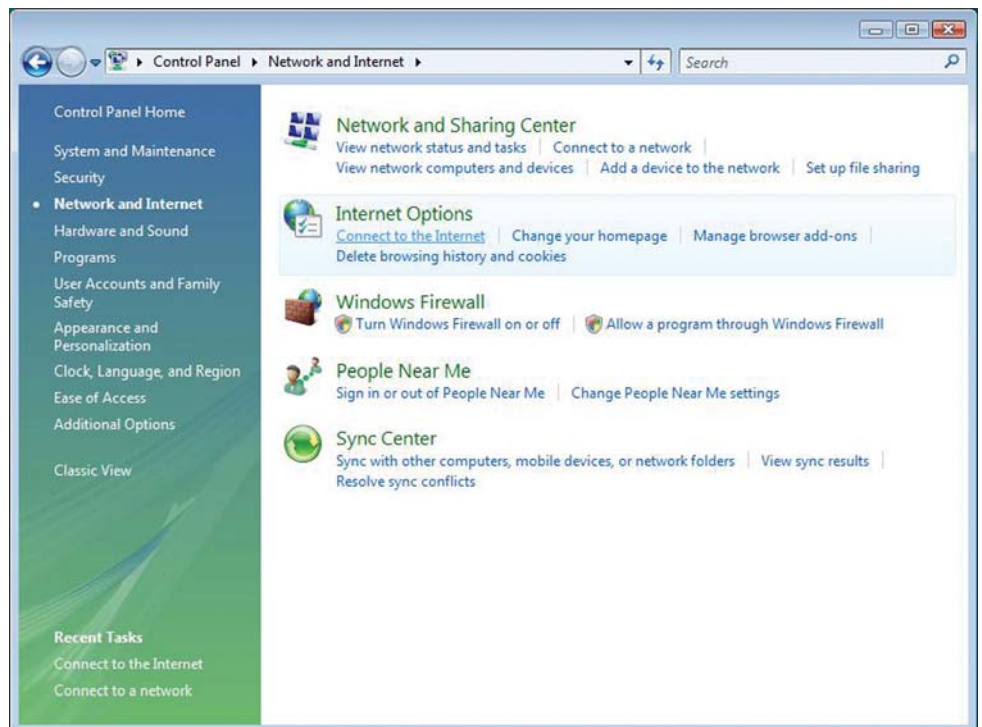 Control Panel Network and Internet Search
Control Panel Home
System and Maintenance
Security
Network and Internet
Hardware and Sound
Programs
User Accounts and Family
Safety
Appearance and
Personalization
Clock, Language, and Region
Ease of Access
Additional Options
Classic View
Recent Tasks
Connect to the Internet
Connect to a network
Network and Sharing Center
View network status and tasks Connect to a network
View network computers and devices Add a device to the network Set up file sharing
Internet Options
Connect to the Internet Change your homepage Manage browser add-ons
Delete browsing history and cookies
Windows Firewall
Turn Windows Firewall on or off Allow a program through Windows Firewall
People Near Me
Sign in or out of People Near Me Change People Near Me settings
Sync Center
Sync with other computers, mobile devices, or network folders View sync results
Resolve sync conflicts